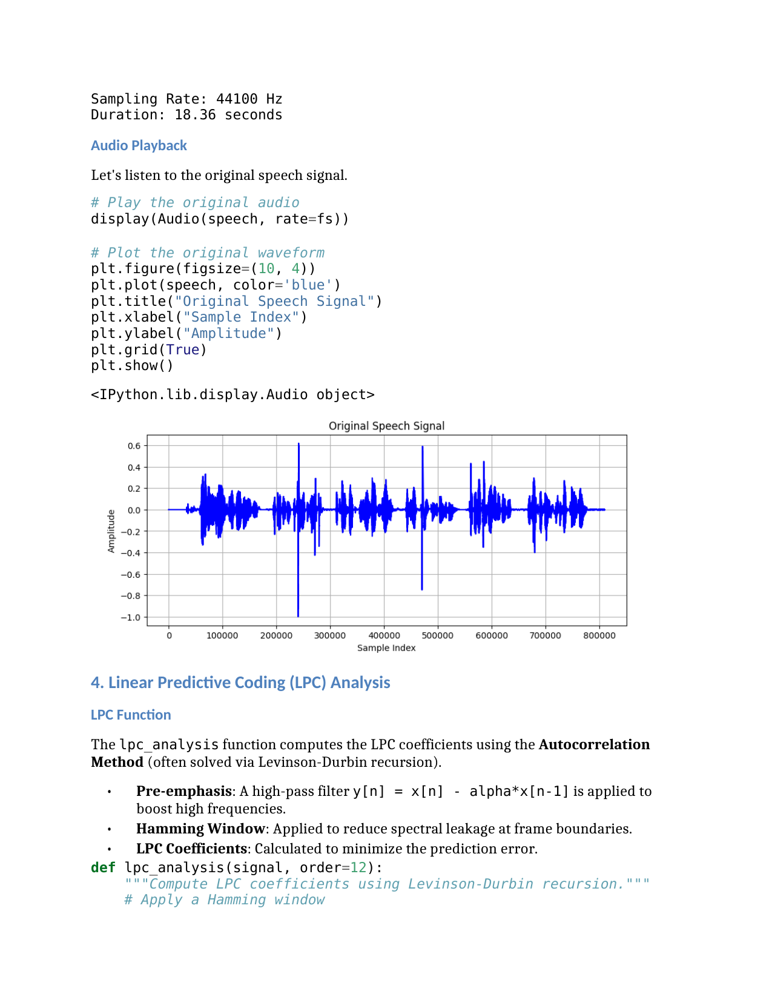 Sampling Rate: 44100 Hz
Duration: 18.36 seconds
Audio Playback
Let's listen to the original speech signal.
# Play the original audio
display(Audio(speech, rate=fs))
# Plot the original waveform
plt.figure(figsize=(10, 4))
plt.plot(speech, color='blue')
plt.title("Original Speech Signal")
plt.xlabel("Sample Index")
plt.ylabel("Amplitude")
plt.grid(True)
plt.show()
<IPython.lib.display.Audio object>
Original Speech Signal
0.6
0.4
0.2
0.0
−0.2
−0.4
−0.6
−0.8
−1.0
Amplitude
0 100000 200000 300000 400000 500000 600000 700000 800000
Sample Index
4. Linear Predictive Coding (LPC) Analysis
LPC Function
The lpc_analysis function computes the LPC coefficients using the Autocorrelation
Method (often solved via Levinson-Durbin recursion).
• Pre-emphasis: A high-pass filter y[n] = x[n] - alpha*x[n-1] is applied to
boost high frequencies.
• Hamming Window: Applied to reduce spectral leakage at frame boundaries.
• LPC Coefficients: Calculated to minimize the prediction error.
def lpc_analysis(signal, order=12):
    """Compute LPC coefficients using Levinson-Durbin recursion."""
    # Apply a Hamming window